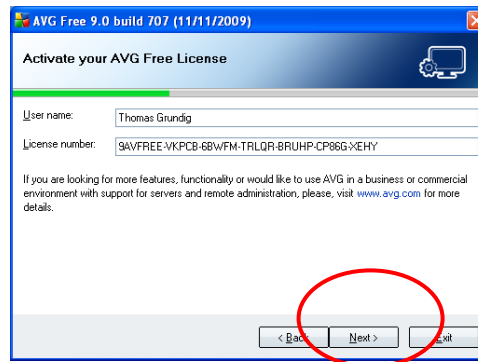 AVG Free 9.0 build 707 (11/11/2009)
Activate your AVG Free License
User name: Thomas Grundig
License number: 9AVFREE-VKPCB-6BWFM-TRLQR-BRUHP-CP86G-XEHY
If you are looking for more features, functionality or would like to use AVG in a business or commercial
environment with support for servers and remote administration, please, visit www.avg.com for more
details.
< Back Next > Exit